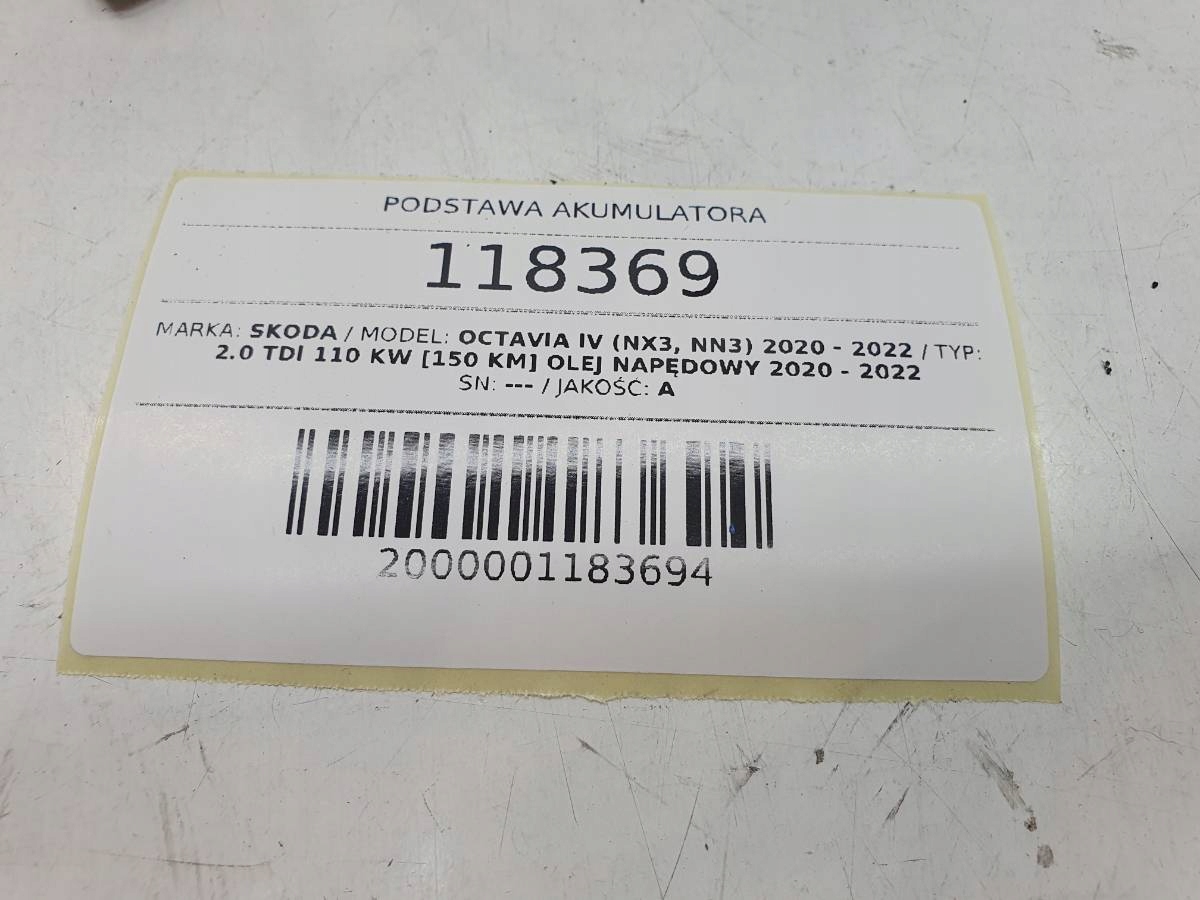 PODSTAWA AKUMULATORA
118369
MARKA: SKODA / MODEL: OCTAVIA IV (NX3, NN3) 2020 - 2022 / TYP:
2.0 TDI 110 KW [150 KM] OLEJ NAPĘDOWY 2020 - 2022
SN: --- / JAKOŚĆ: A
2000001183694